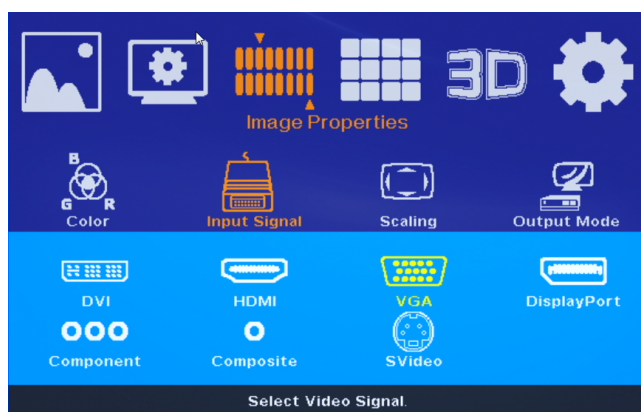 3D
Image Properties
B
G R
Color Input Signal Scaling Output Mode
DVI HDMI VGA DisplayPort
Component Composite SVideo
Select Video Signal.